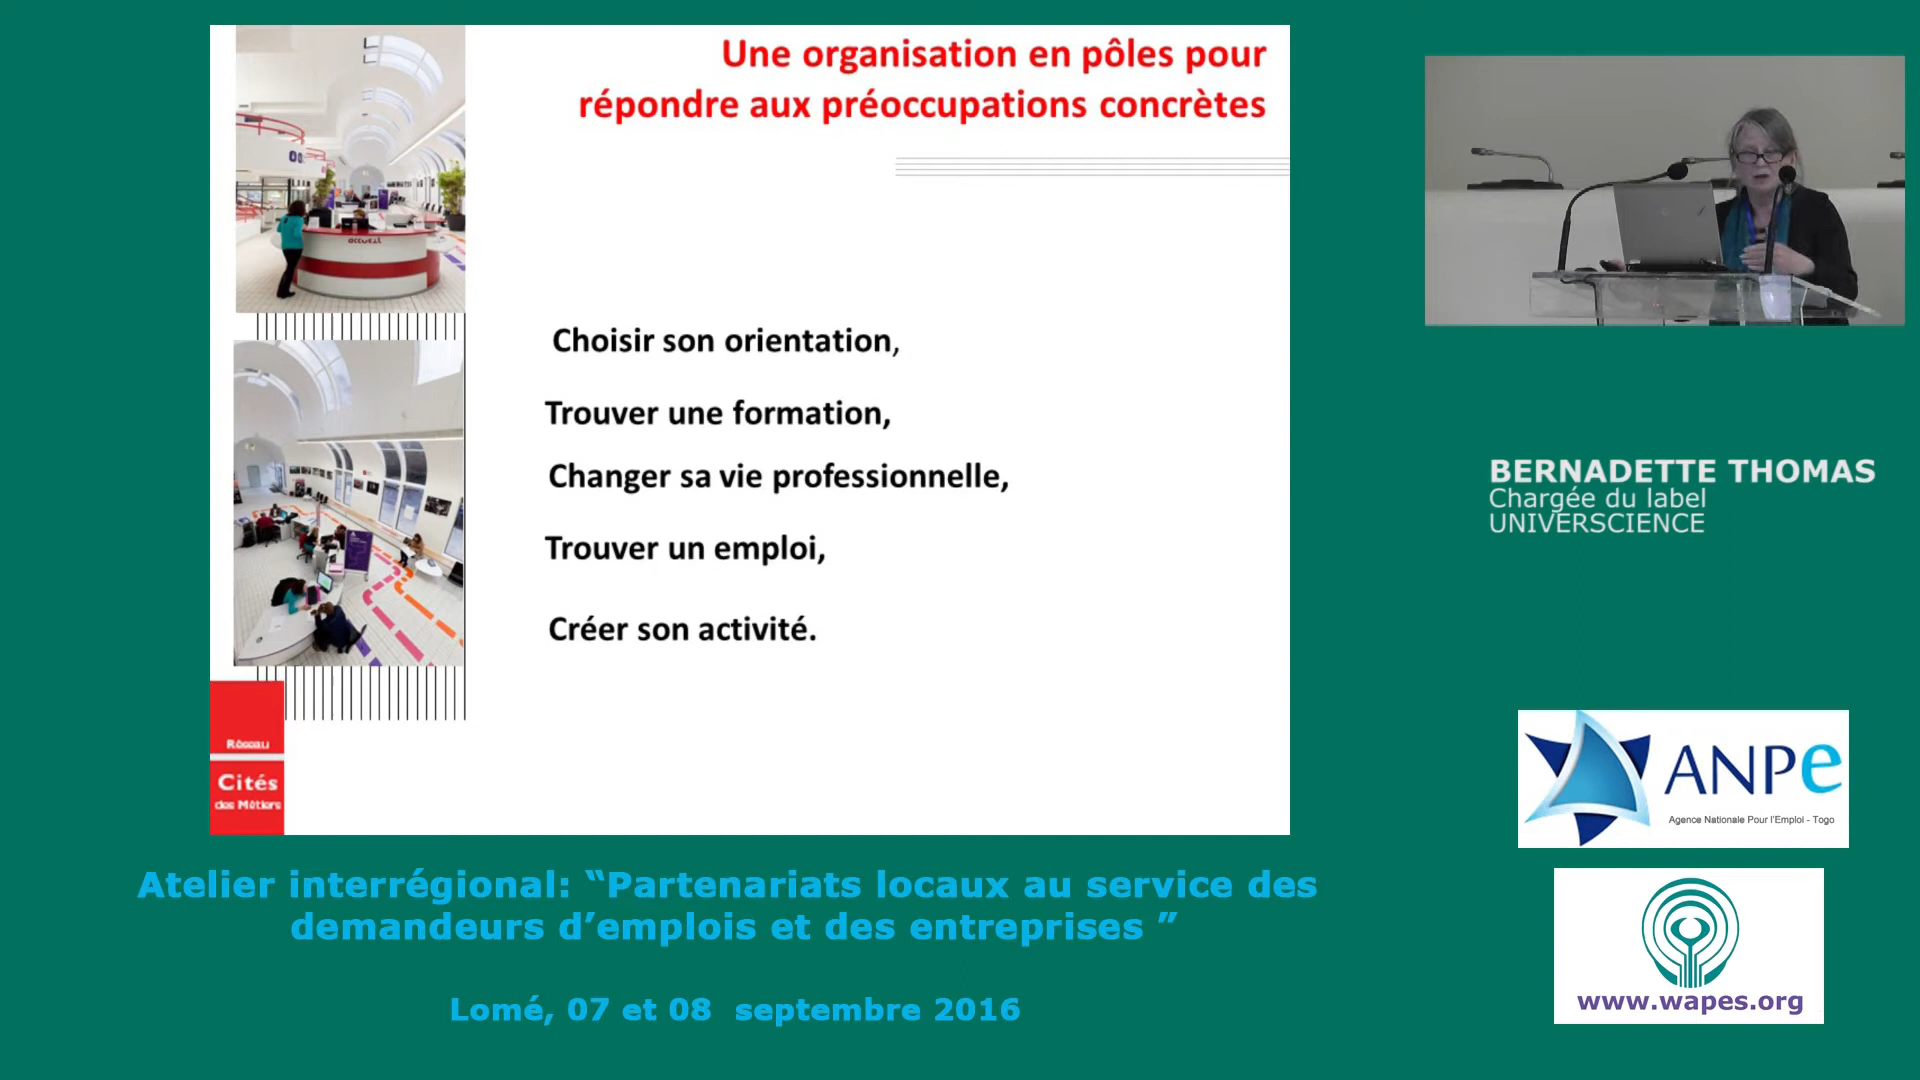 Une organisation en pôles pour
répondre aux préoccupations concrètes
accueil
Choisir son orientation,
Trouver une formation,
Changer sa vie professionnelle,
Trouver un emploi,
Créer son activité.
Réseau
Cités
des Métiers
BERNADETTE THOMAS
Chargée du label
UNIVERSCIENCE
ANPe
Agence Nationale Pour l'Emploi - Togo
www.wapes.org
Atelier interrégional: “Partenariats locaux au service des
demandeurs d’emplois et des entreprises ”
Lomé, 07 et 08 septembre 2016